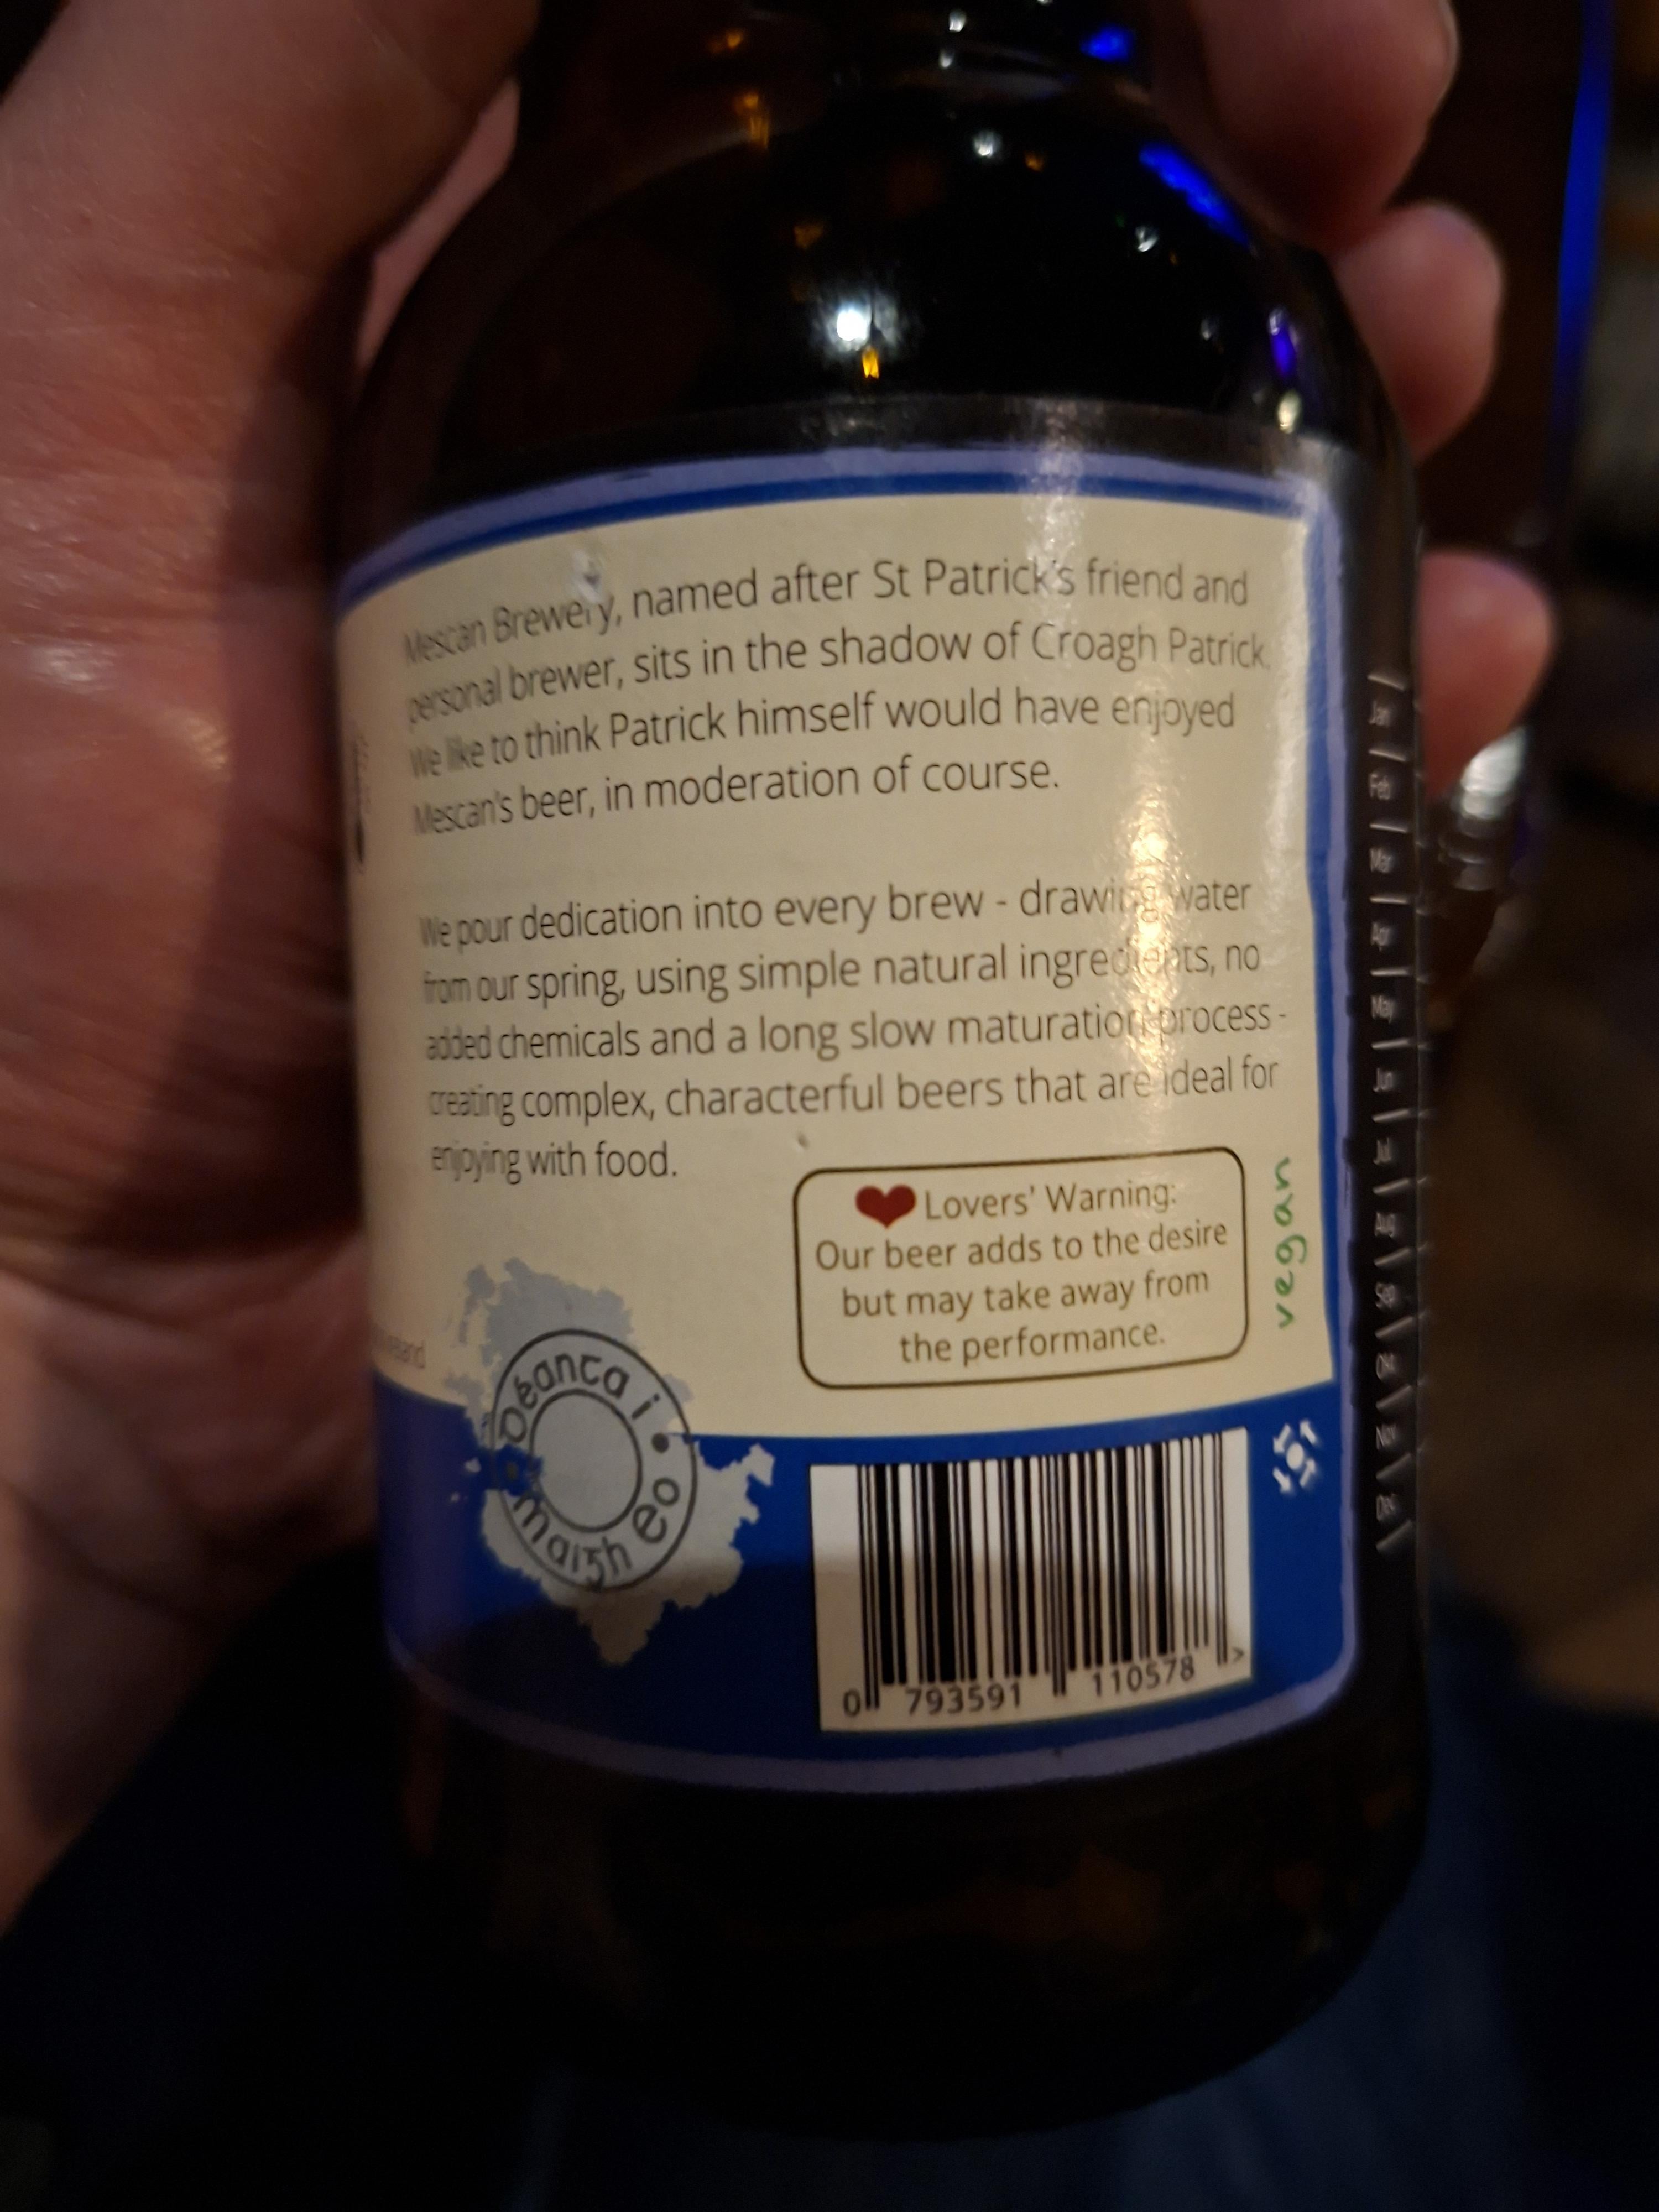 Mescan Brewery, named after St Patrick's friend and
personal brewer, sits in the shadow of Croagh Patrick.
We like to think Patrick himself would have enjoyed
Mescan's beer, in moderation of course.
We pour dedication into every brew - drawing water
from our spring, using simple natural ingredients, no
added chemicals and a long slow maturation process -
creating complex, characterful beers that are ideal for
enjoying with food.
❤ Lovers' Warning:
Our beer adds to the desire
but may take away from
the performance.
vegan
Déanta i
Maigh Eo
0 793591 110578 >
Jan
Feb
Mar
Apr
May
Jun
Jul
Aug
Sep
Oct
Nov
Dec